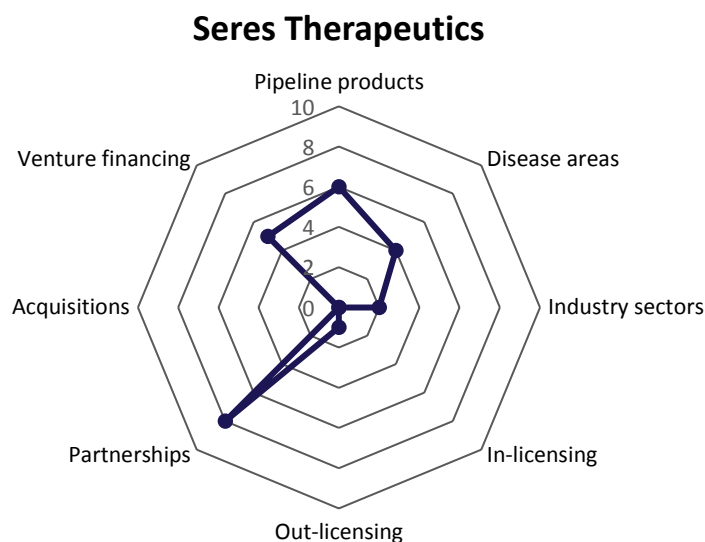 Seres Therapeutics
Pipeline products
10
Venture financing
8
Disease areas
6
4
2
Acquisitions
0
Industry sectors
Partnerships
In-licensing
Out-licensing